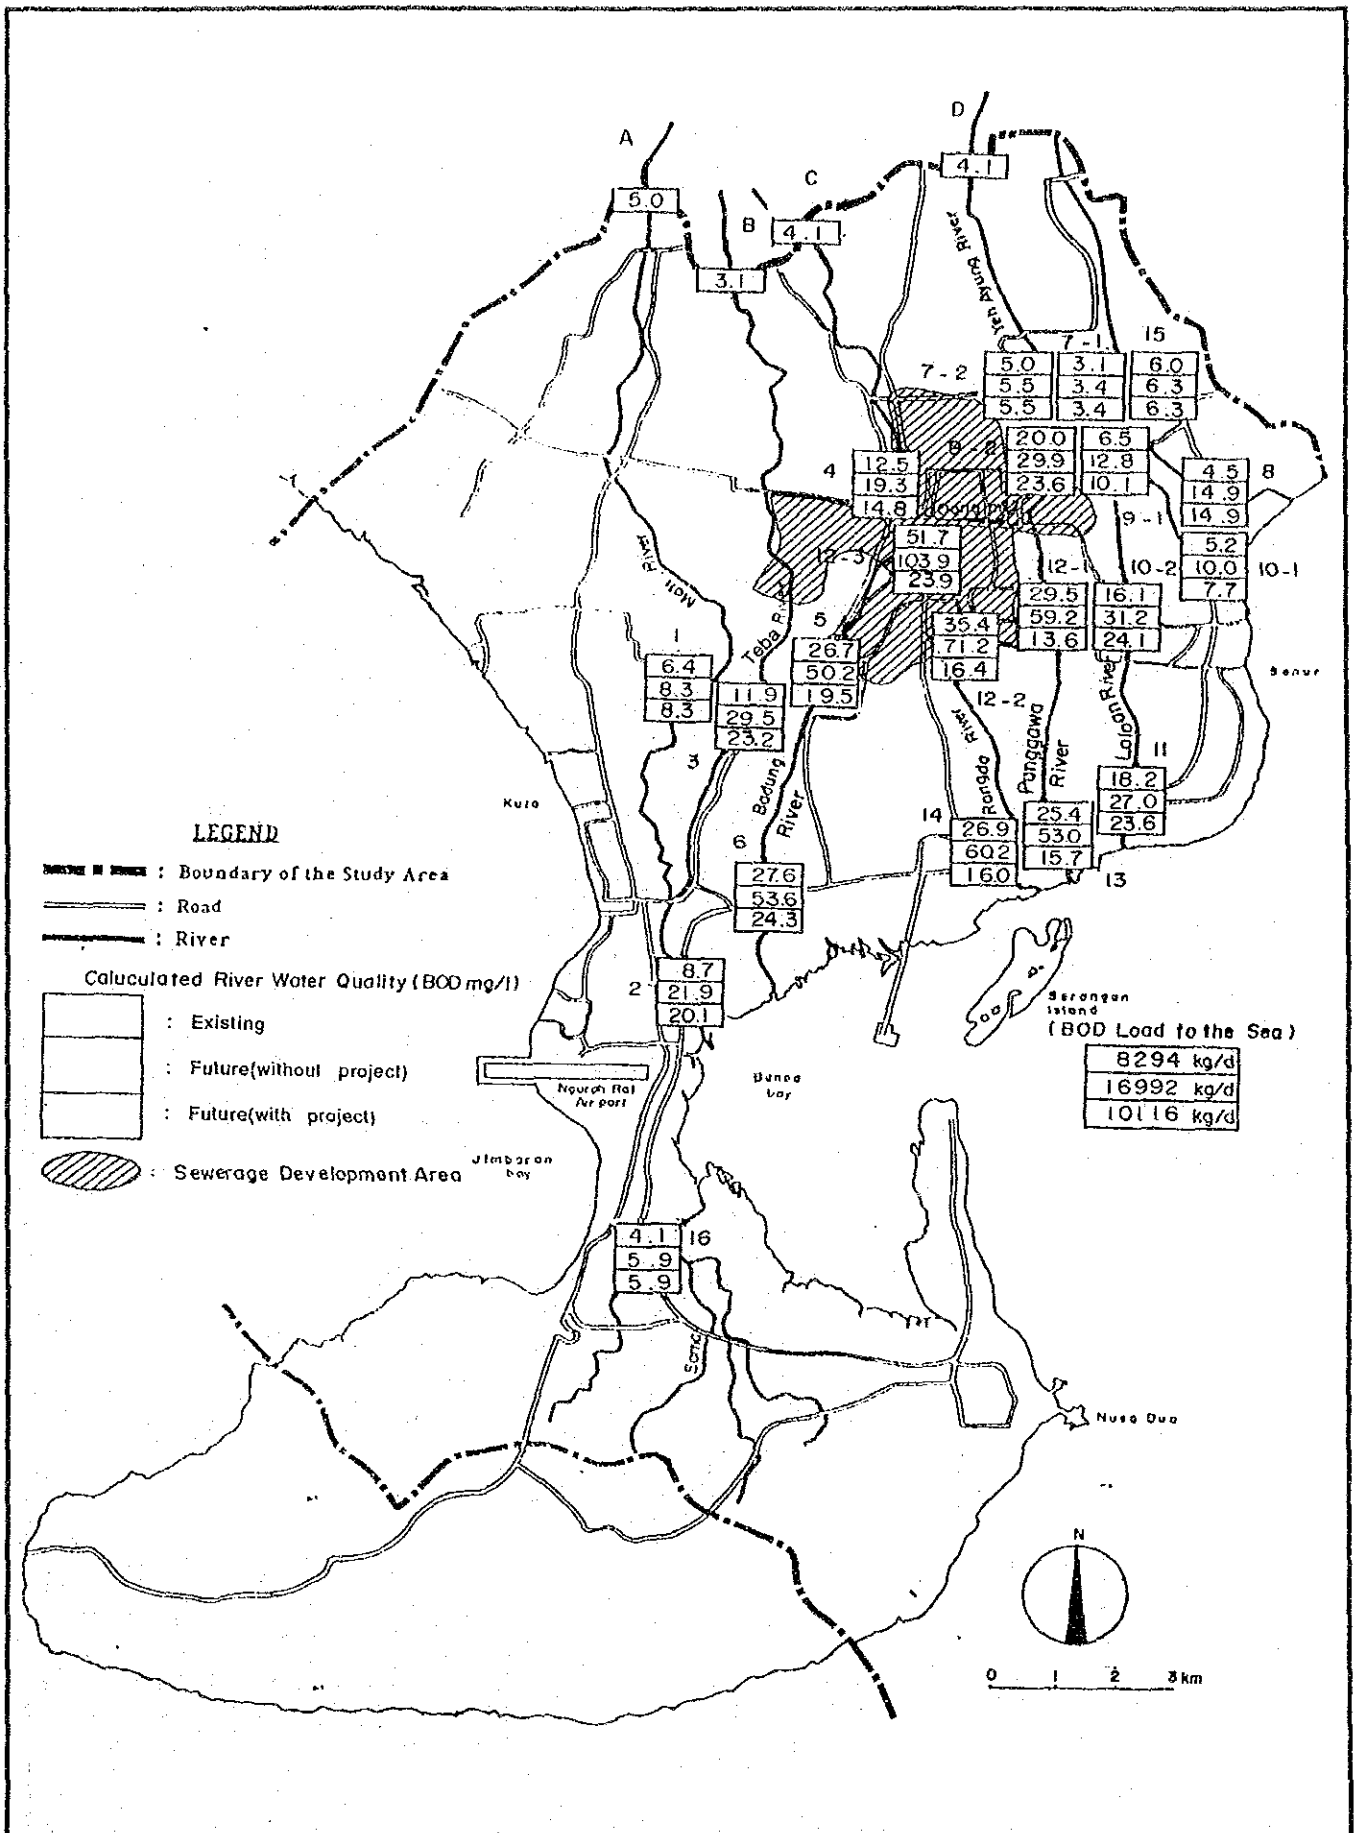 D
A
4.1
C
5.0
B
4.1
3.1
Yeh Ayung River
15
7-1
7-2
5.0
5.5
5.5
3.1
3.4
3.4
6.0
6.3
6.3
20.0
29.9
23.6
6.5
12.8
10.1
4
12.5
19.3
14.8
4.5
14.9
14.9
8
9-1
51.7
103.9
23.9
12-3
5.2
10.0
7.7
10-1
12-1
10-2
29.5
59.2
13.6
16.1
31.2
24.1
River
Mati
Teba River
5
26.7
50.2
19.5
35.4
71.2
16.4
12-2
1
6.4
8.3
8.3
11.9
29.5
23.2
3
Sanur
Loloan River
11
18.2
27.0
23.6
Panggawa
River
River
Rangda
Badung
River
Kuta
14
26.9
60.2
16.0
25.4
53.0
15.7
13
6
27.6
53.6
24.3
LEGEND
: Boundary of the Study Area
: Road
: River
Caluculated River Water Quality (BOD mg/l)
: Existing
: Future(without project)
: Future(with project)
: Sewerage Development Area
2
8.7
21.9
20.1
Serangan
Island
(BOD Load to the Sea)
8294 kg/d
16992 kg/d
10116 kg/d
Ngurah Rai
Air port
Benoa
bay
Jimbaran
bay
4.1
5.9
5.9
16
Nusa Dua
N
0 1 2 3 km